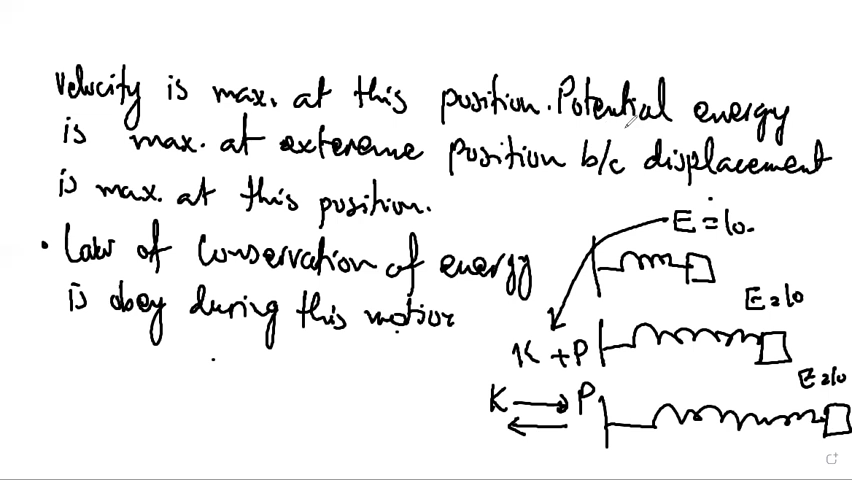 velocity is max. at this position. Potential energy
is max. at extereme position b/c displacement
is max. at this position.
• Law of Conservation of energy
is obey during this motion
E = 10.
E = 10
K + P
E = 10
K → P
←